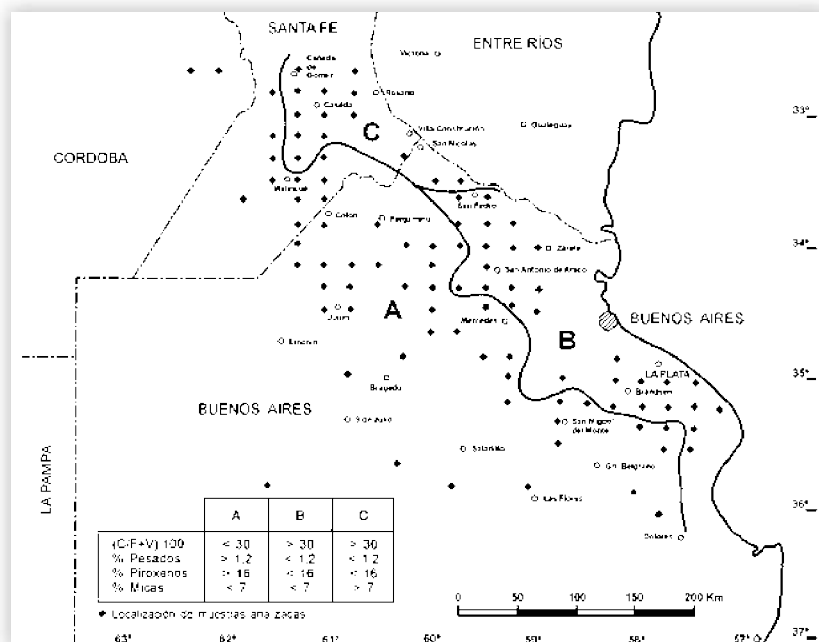 SANTA FE
ENTRE RÍOS
Victoria
Cañada de Gomez
Casilda
Rosario
33°
Villa Constitución
Gualeguay
C
San Nicolas
CORDOBA
San Pedro
Colon
Pergamino
34°
Zárate
San Antonio de Areco
A
Junin
Mercedes
BUENOS AIRES
B
LA PLATA
35°
Bragado
Brandsen
BUENOS AIRES
9 de Julio
San Miguel del Monte
Saladillo
Gral Belgrano
LA PAMPA
Las Flores
36°
Dolores
A B C
(C/F+V) 100 < 30 > 30 > 30
% Pesados > 1,2 < 1,2 < 1,2
% Piroxenos > 16 < 16 < 16
% Micas < 7 < 7 > 7
Localización de muestras analizadas
0 50 100 150 200 Km
63° 62° 61° 60° 59° 58° 57° 37°